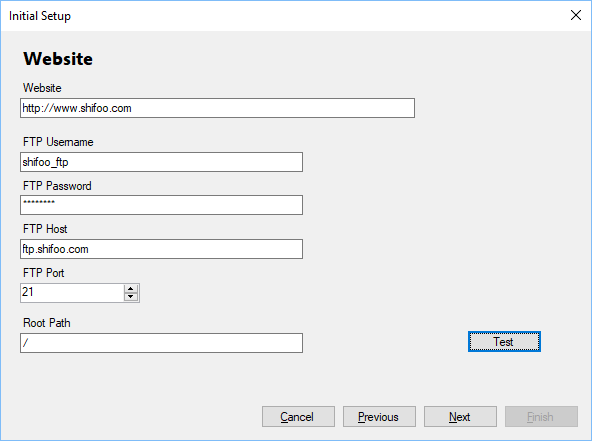 Initial Setup
Website
Website
http://www.shifoo.com
FTP Username
shifoo_ftp
FTP Password
********
FTP Host
ftp.shifoo.com
FTP Port
21
Root Path
/
Test
Cancel Previous Next Finish